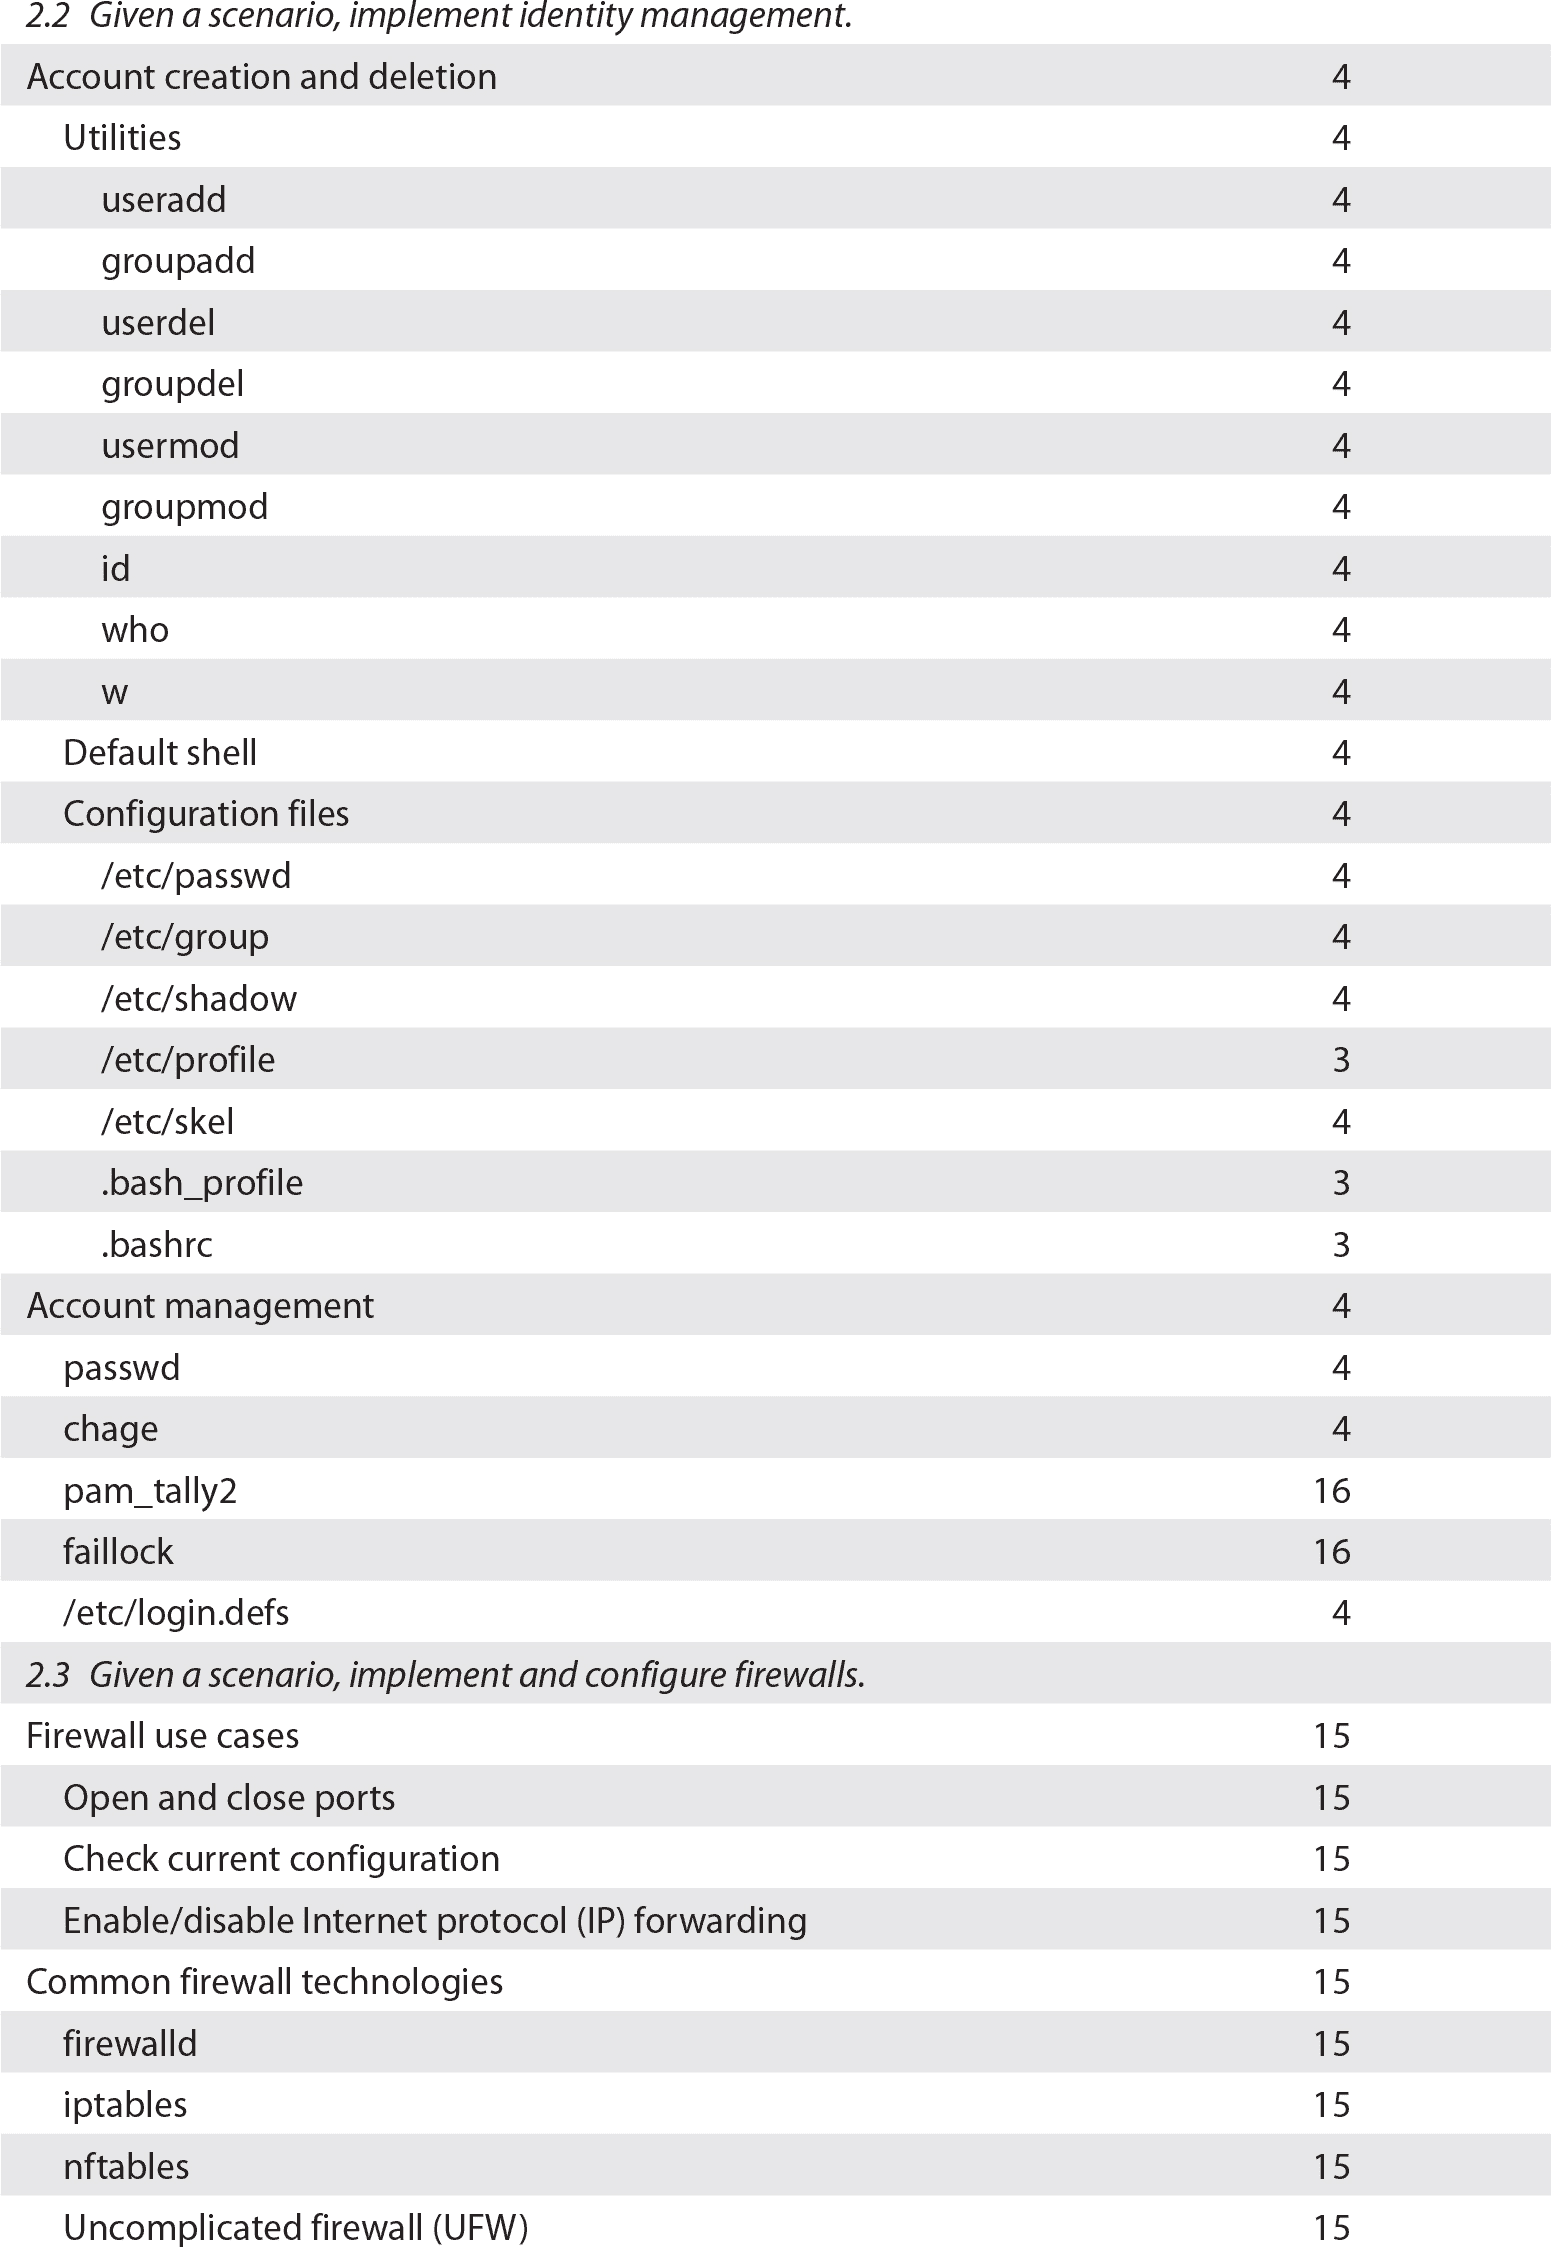 2.2 Given a scenario, implement identity management.
Account creation and deletion 4
Utilities 4
useradd 4
groupadd 4
userdel 4
groupdel 4
usermod 4
groupmod 4
id 4
who 4
w 4
Default shell 4
Configuration files 4
/etc/passwd 4
/etc/group 4
/etc/shadow 4
/etc/profile 3
/etc/skel 4
.bash_profile 3
.bashrc 3
Account management 4
passwd 4
chage 4
pam_tally2 16
faillock 16
/etc/login.defs 4
2.3 Given a scenario, implement and configure firewalls.
Firewall use cases 15
Open and close ports 15
Check current configuration 15
Enable/disable Internet protocol (IP) forwarding 15
Common firewall technologies 15
firewalld 15
iptables 15
nftables 15
Uncomplicated firewall (UFW) 15